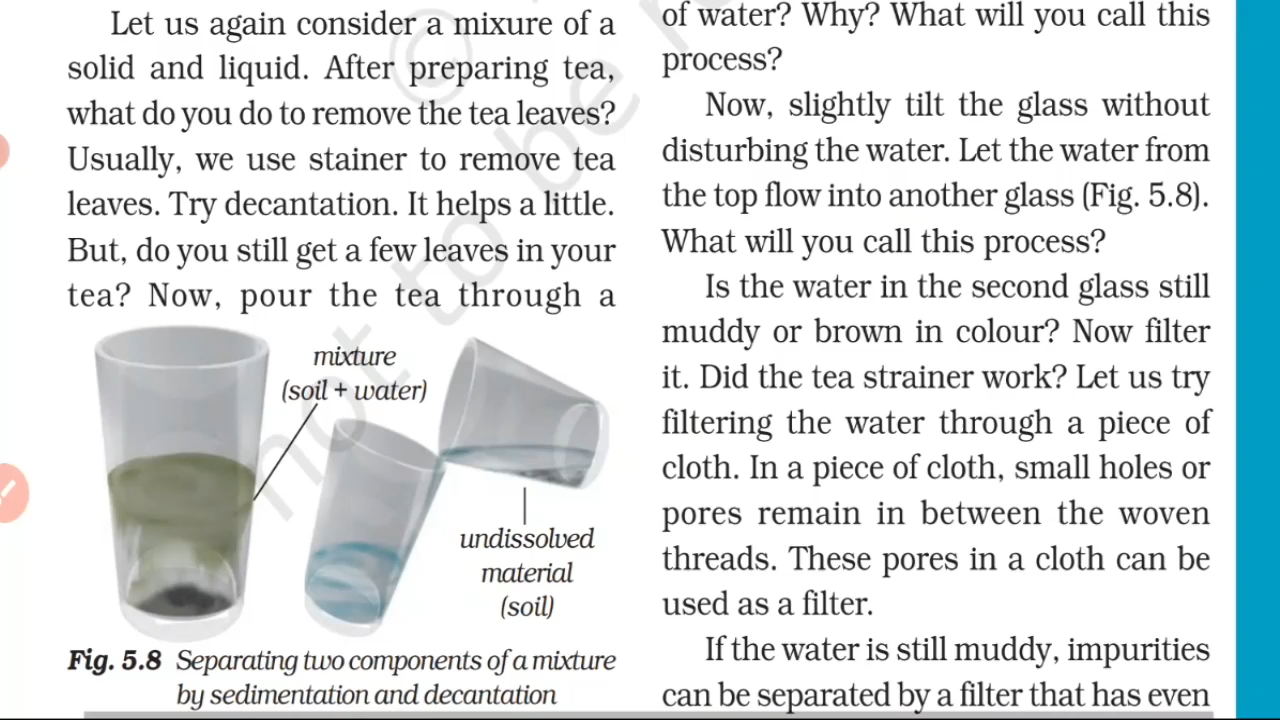 Let us again consider a mixture of a
solid and liquid. After preparing tea,
what do you do to remove the tea leaves?
Usually, we use stainer to remove tea
leaves. Try decantation. It helps a little.
But, do you still get a few leaves in your
tea? Now, pour the tea through a
mixture
(soil + water)
undissolved
material
(soil)
Fig. 5.8 Separating two components of a mixture
by sedimentation and decantation
of water? Why? What will you call this
process?
Now, slightly tilt the glass without
disturbing the water. Let the water from
the top flow into another glass (Fig. 5.8).
What will you call this process?
Is the water in the second glass still
muddy or brown in colour? Now filter
it. Did the tea strainer work? Let us try
filtering the water through a piece of
cloth. In a piece of cloth, small holes or
pores remain in between the woven
threads. These pores in a cloth can be
used as a filter.
If the water is still muddy, impurities
can be separated by a filter that has even
© not to be r